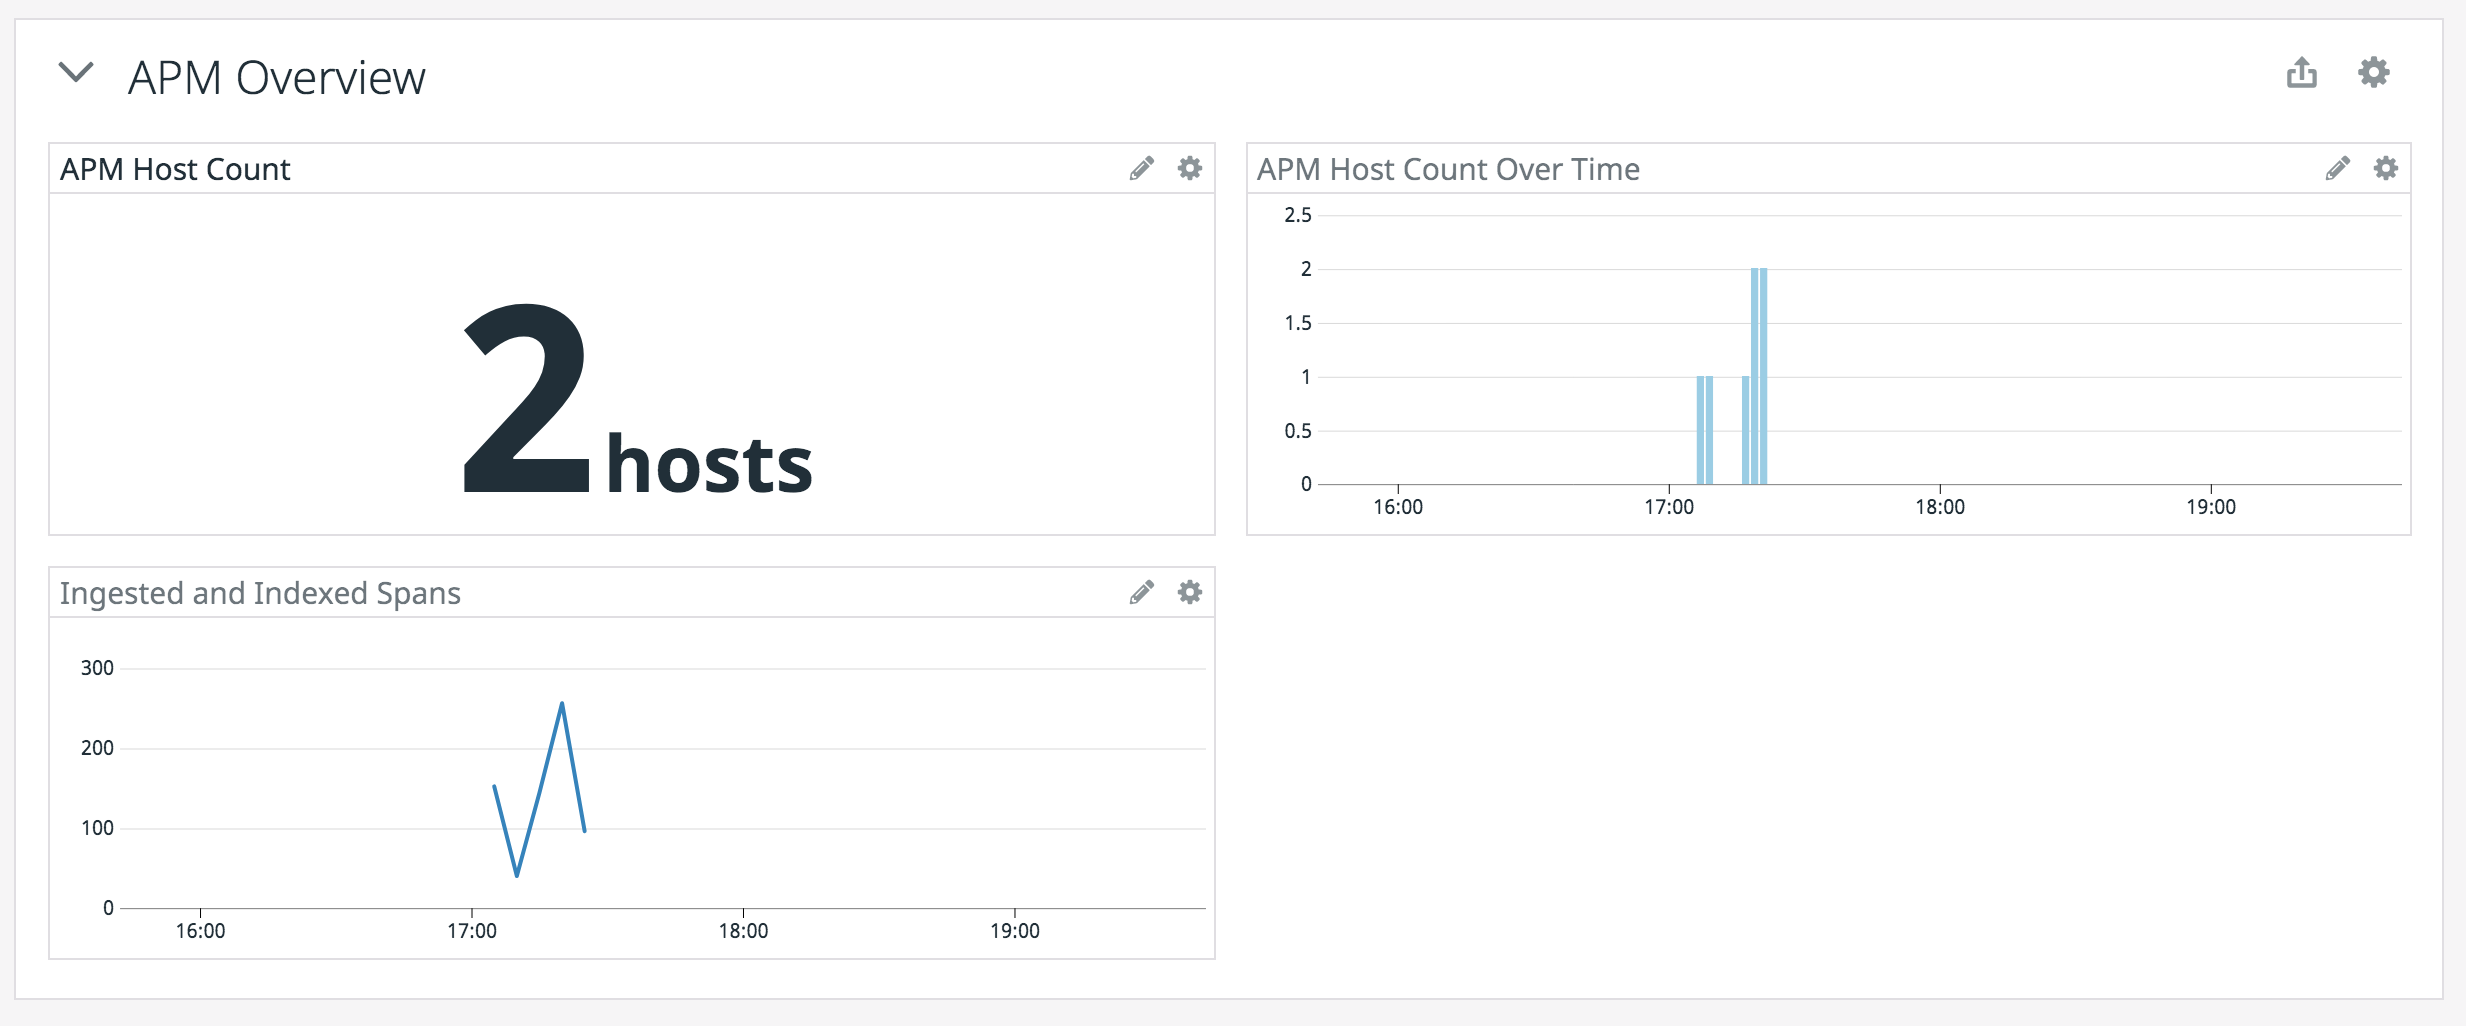 APM Overview
APM Host Count
2 hosts
APM Host Count Over Time
2.5
2
1.5
1
0.5
0
16:00 17:00 18:00 19:00
Ingested and Indexed Spans
300
200
100
0
16:00 17:00 18:00 19:00